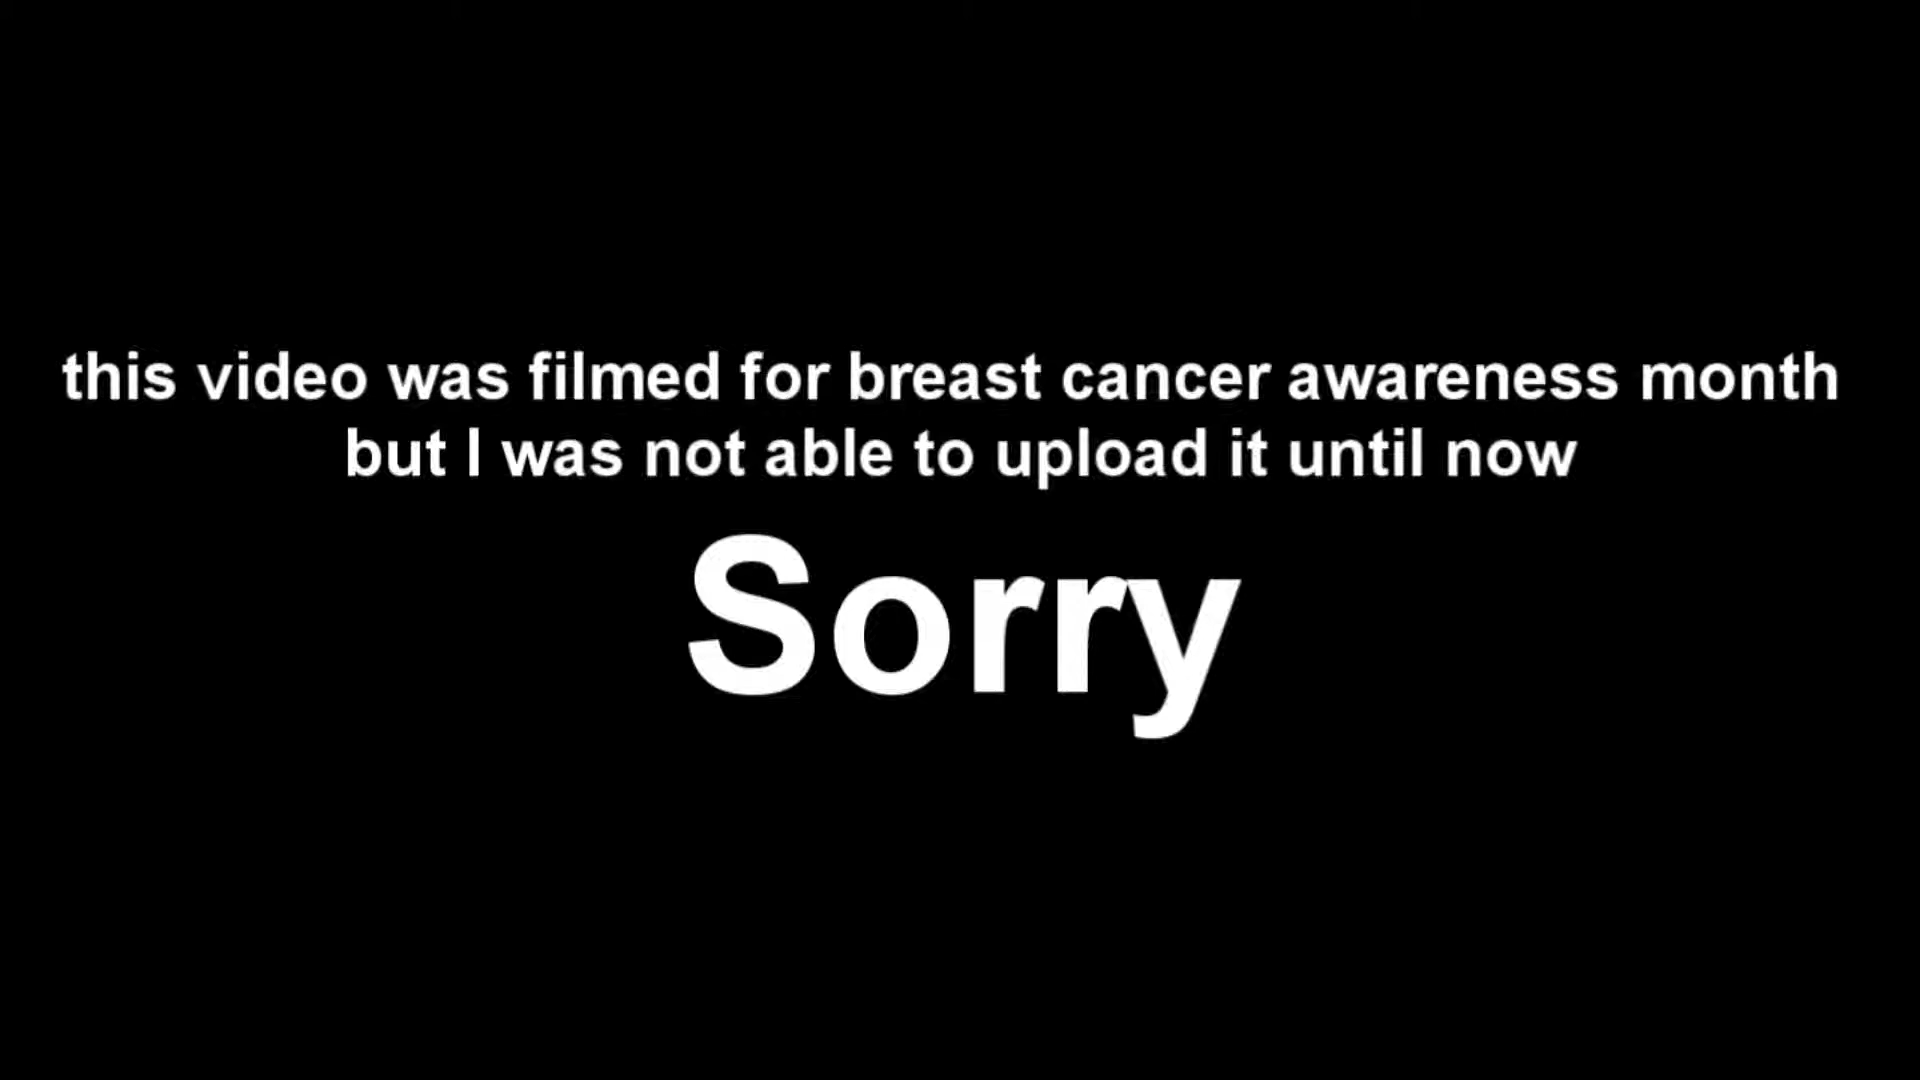 this video was filmed for breast cancer awareness month
but I was not able to upload it until now
Sorry